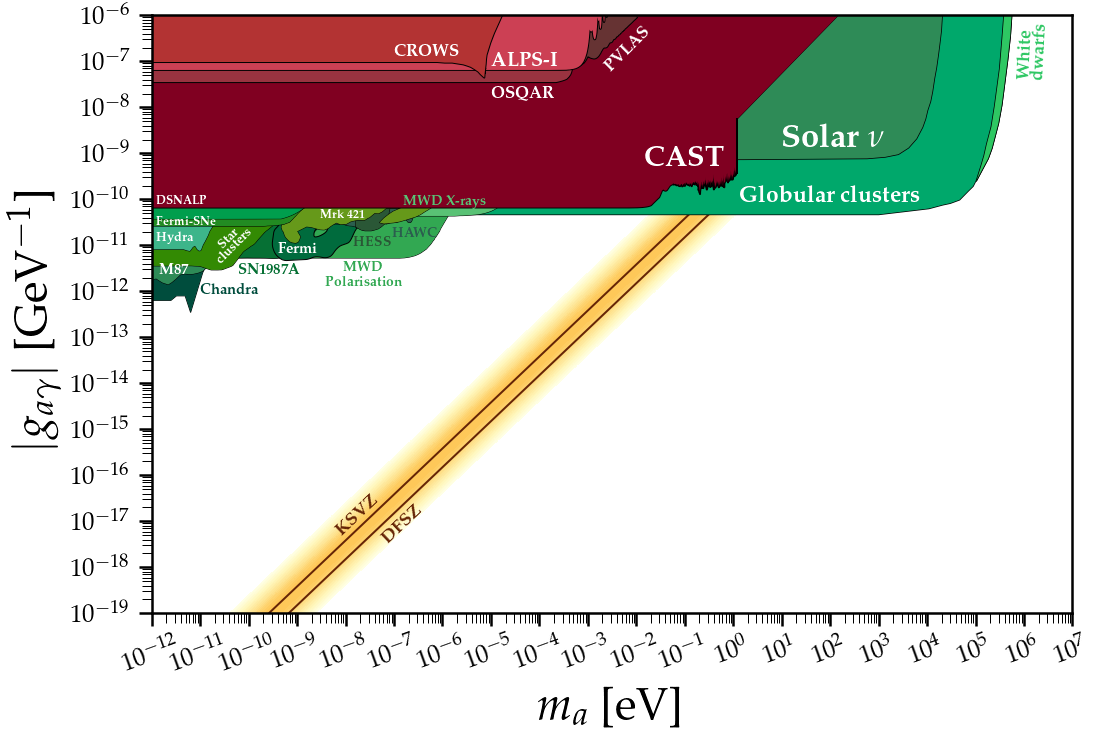 10⁻⁶
10⁻⁷
10⁻⁸
10⁻⁹
10⁻¹⁰
10⁻¹¹
10⁻¹²
10⁻¹³
10⁻¹⁴
10⁻¹⁵
10⁻¹⁶
10⁻¹⁷
10⁻¹⁸
10⁻¹⁹
|g_{aγ}| [GeV⁻¹]
CROWS
ALPS-I
PVLAS
OSQAR
White
dwarfs
CAST
Solar ν
Globular clusters
DSNALP
Fermi-SNe
Hydra
M87
Star
clusters
Mrk 421
MWD X-rays
HAWC
HESS
Fermi
SN1987A
MWD
Polarisation
Chandra
KSVZ
DFSZ
10⁻¹² 10⁻¹¹ 10⁻¹⁰ 10⁻⁹ 10⁻⁸ 10⁻⁷ 10⁻⁶ 10⁻⁵ 10⁻⁴ 10⁻³ 10⁻² 10⁻¹ 10⁰ 10¹ 10² 10³ 10⁴ 10⁵ 10⁶ 10⁷
m_a [eV]